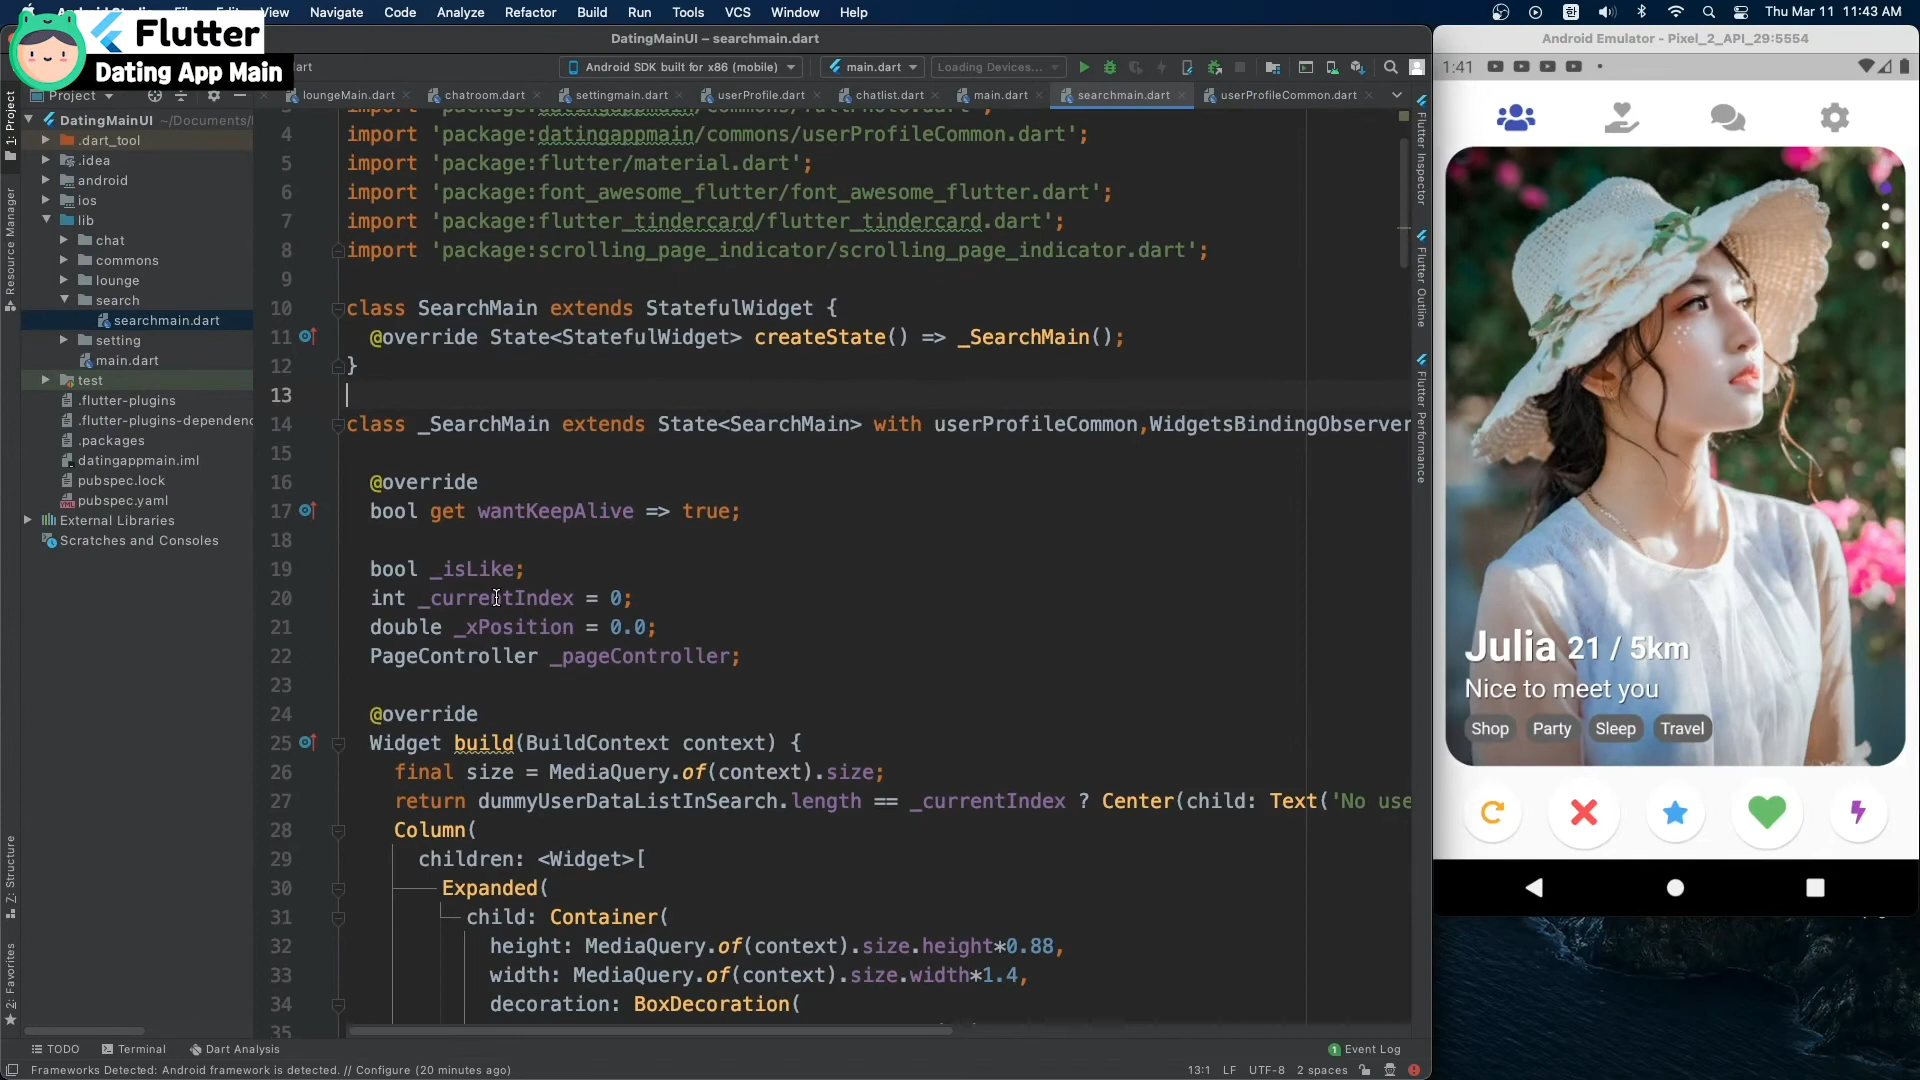 View Navigate Code Analyze Refactor Build Run Tools VCS Window Help
Thu Mar 11 11:43 AM
Flutter
Dating App Main
DatingMainUI – searchmain.dart
Android Emulator - Pixel_2_API_29:5554
Android SDK built for x86 (mobile)
main.dart
Loading Devices...
Project
loungeMain.dart
chatroom.dart
settingmain.dart
userProfile.dart
chatlist.dart
main.dart
searchmain.dart
userProfileCommon.dart
1: Project
Resource Manager
Z: Structure
2: Favorites
DatingMainUI ~/Documents/
.dart_tool
.idea
android
ios
lib
chat
commons
lounge
search
searchmain.dart
setting
main.dart
test
.flutter-plugins
.flutter-plugins-dependenc
.packages
datingappmain.iml
pubspec.lock
pubspec.yaml
External Libraries
Scratches and Consoles
4 import 'package:datingappmain/commons/userProfileCommon.dart';
5 import 'package:flutter/material.dart';
6 import 'package:font_awesome_flutter/font_awesome_flutter.dart';
7 import 'package:flutter_tindercard/flutter_tindercard.dart';
8 import 'package:scrolling_page_indicator/scrolling_page_indicator.dart';
9
10 class SearchMain extends StatefulWidget {
11 @override State<StatefulWidget> createState() => _SearchMain();
12 }
13
14 class _SearchMain extends State<SearchMain> with userProfileCommon,WidgetsBindingObserver
15
16 @override
17 bool get wantKeepAlive => true;
18
19 bool _isLike;
20 int _currentIndex = 0;
21 double _xPosition = 0.0;
22 PageController _pageController;
23
24 @override
25 Widget build(BuildContext context) {
26 final size = MediaQuery.of(context).size;
27 return dummyUserDataListInSearch.length == _currentIndex ? Center(child: Text('No use
28 Column(
29 children: <Widget>[
30 Expanded(
31 child: Container(
32 height: MediaQuery.of(context).size.height*0.88,
33 width: MediaQuery.of(context).size.width*1.4,
34 decoration: BoxDecoration(
35
Flutter Inspector
Flutter Outline
Flutter Performance
1:41
Julia 21 / 5km
Nice to meet you
Shop Party Sleep Travel
TODO Terminal Dart Analysis
1 Event Log
Frameworks Detected: Android framework is detected. // Configure (20 minutes ago)
13:1 LF UTF-8 2 spaces